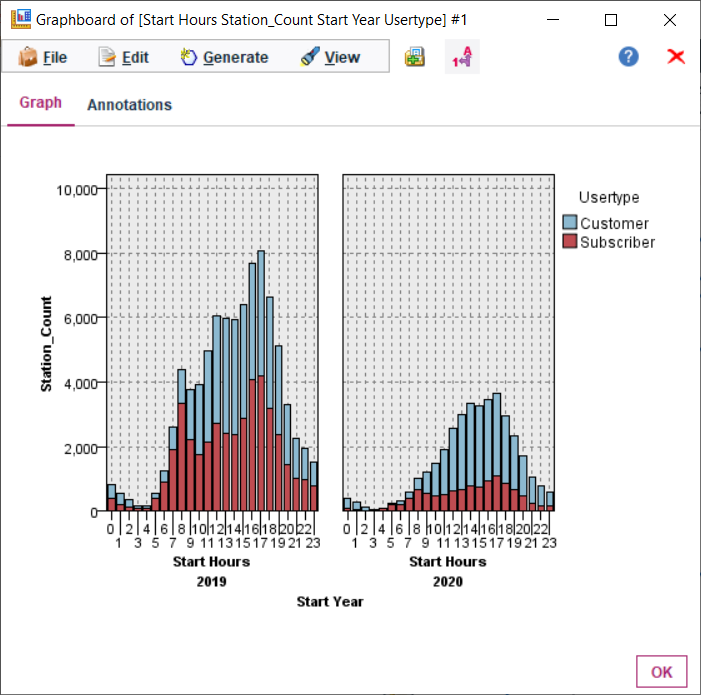 Graphboard of [Start Hours Station_Count Start Year Usertype] #1
File Edit Generate View
Graph Annotations
Usertype
Customer
Subscriber
Station_Count
10,000
8,000
6,000
4,000
2,000
0
0 2 4 6 8 10 12 14 16 18 20 22
1 3 5 7 9 11 13 15 17 19 21 23
Start Hours
2019
0 2 4 6 8 10 12 14 16 18 20 22
1 3 5 7 9 11 13 15 17 19 21 23
Start Hours
2020
Start Year
OK